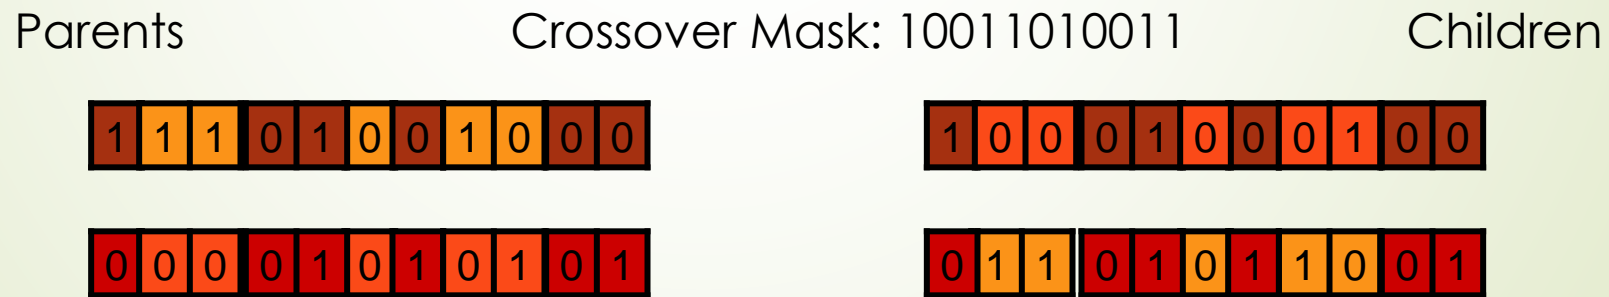 Parents Crossover Mask: 10011010011 Children
1 1 1 0 1 0 0 1 0 0 0 1 0 0 0 1 0 0 0 1 0 0
0 0 0 0 1 0 1 0 1 0 1 0 1 1 0 1 0 1 1 0 0 1